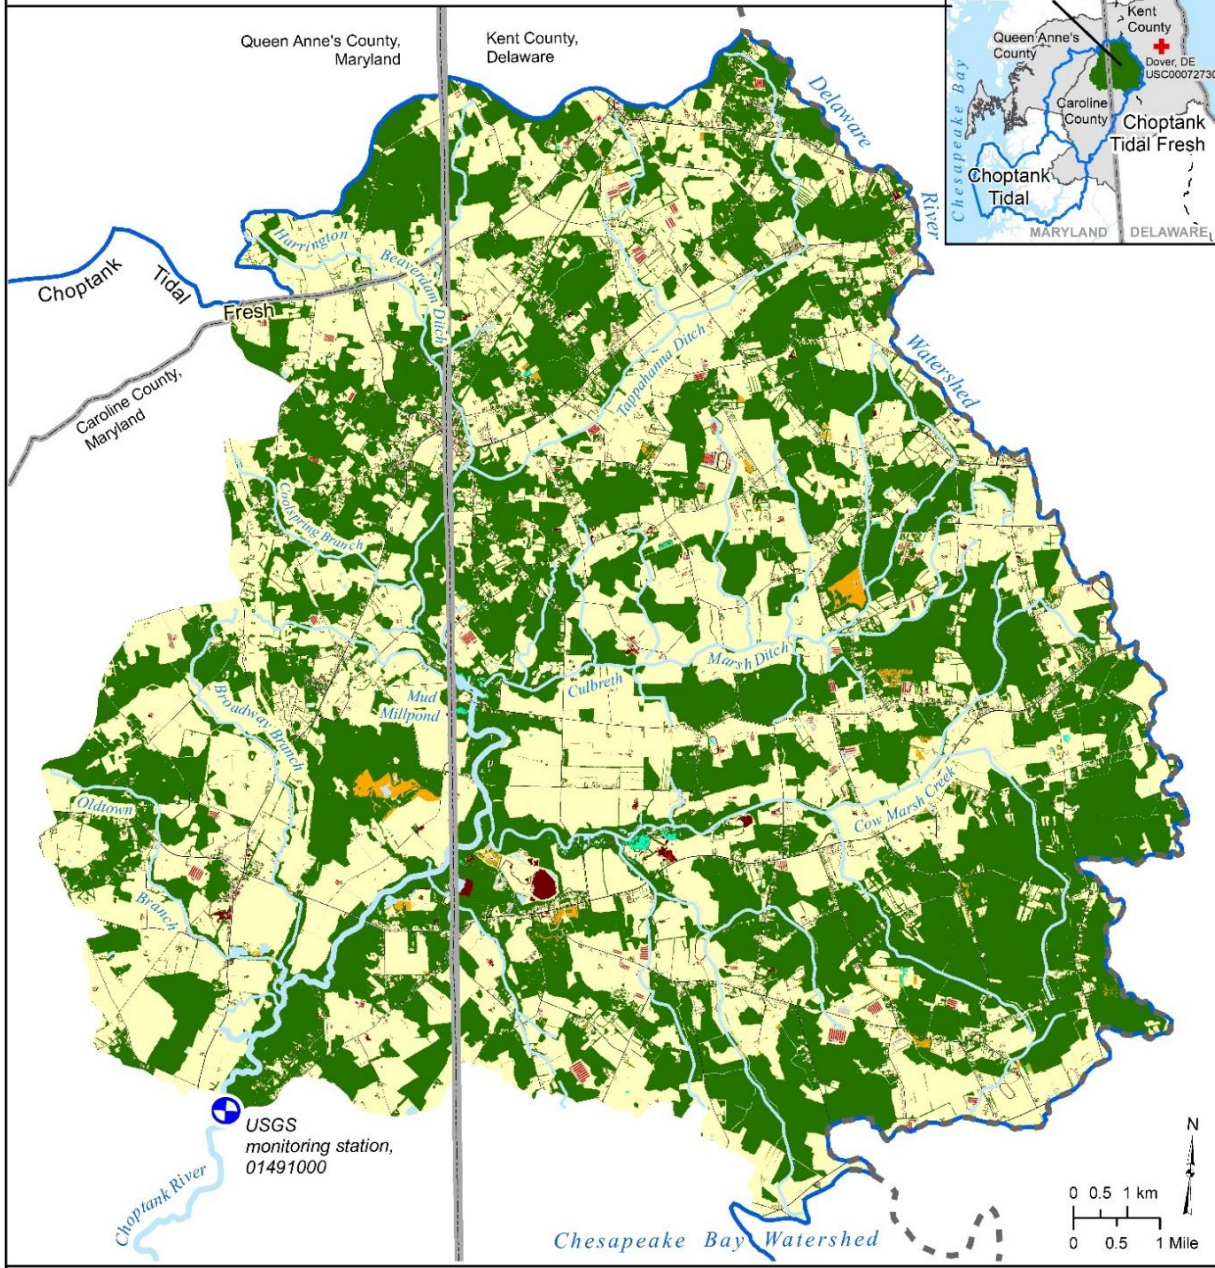 Queen Anne's County,
Maryland
Kent County,
Delaware
Kent
County
Queen Anne's
County
Dover, DE
USC00072730
Caroline
County
Choptank
Tidal Fresh
Choptank
Tidal
Chesapeake Bay
MARYLAND
DELAWARE
Delaware
River
Watershed
Harrington
Beaverdam Ditch
Choptank
Tidal
Fresh
Caroline County,
Maryland
Tappahanna Ditch
Coolspring Branch
Marsh Ditch
Culbreth
Mud
Millpond
Broadway Branch
Oldtown
Branch
Cow Marsh Creek
USGS
monitoring station,
01491000
Choptank River
Chesapeake Bay Watershed
N
0 0.5 1 km
0 0.5 1 Mile